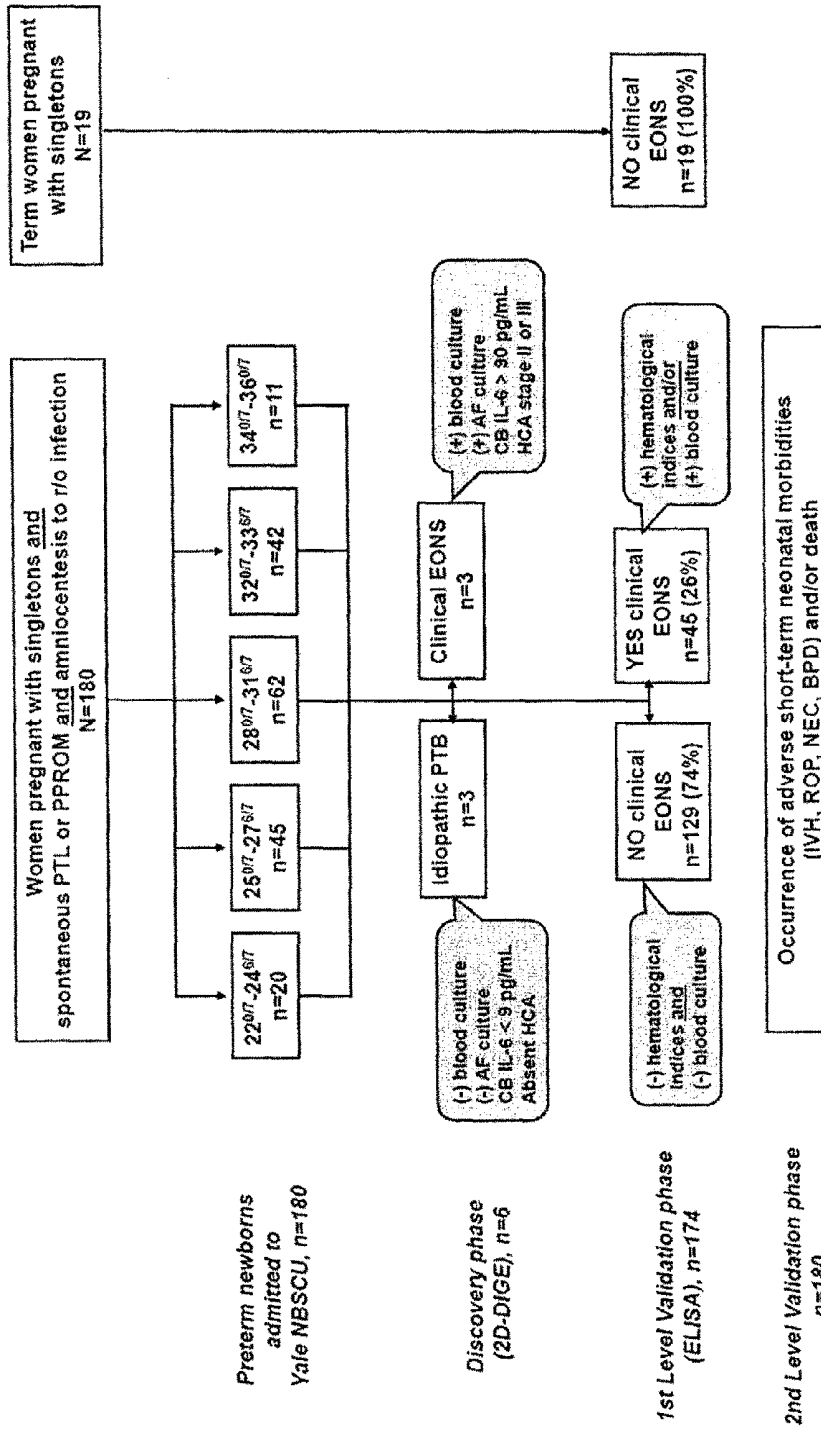 Women pregnant with singletons and
spontaneous PTL or PPROM and amniocentesis to r/o infection
N=180
Term women pregnant
with singletons
N=19
Preterm newborns
admitted to
Yale NBSCU, n=180
22^0/7-24^6/7
n=20
25^0/7-27^6/7
n=45
28^0/7-31^6/7
n=62
32^0/7-33^6/7
n=42
34^0/7-36^0/7
n=11
Discovery phase
(2D-DIGE), n=6
(-) blood culture
(-) AF culture
CB IL-6 < 9 pg/mL
Absent HCA
Idiopathic PTB
n=3
Clinical EONS
n=3
(+) blood culture
(+) AF culture
CB IL-6 > 90 pg/mL
HCA stage II or III
1st Level Validation phase
(ELISA), n=174
(-) hematological
indices and
(-) blood culture
NO clinical
EONS
n=129 (74%)
YES clinical
EONS
n=45 (26%)
(+) hematological
indices and/or
(+) blood culture
NO clinical
EONS
n=19 (100%)
2nd Level Validation phase
n=180
Occurrence of adverse short-term neonatal morbidities
(IVH, ROP, NEC, BPD) and/or death